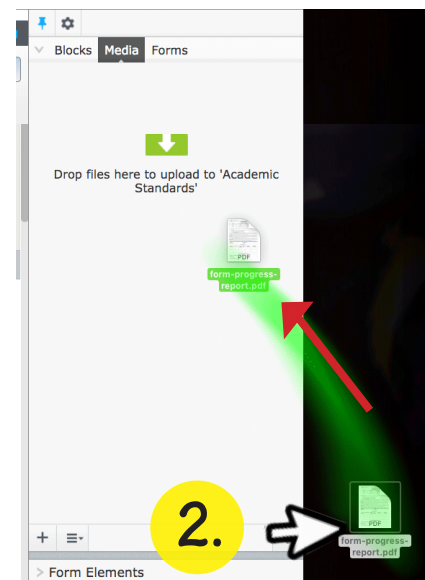 Blocks Media Forms
Drop files here to upload to 'Academic
Standards'
PDF
form-progress-
report.pdf
2.
PDF
form-progress-
report.pdf
Form Elements